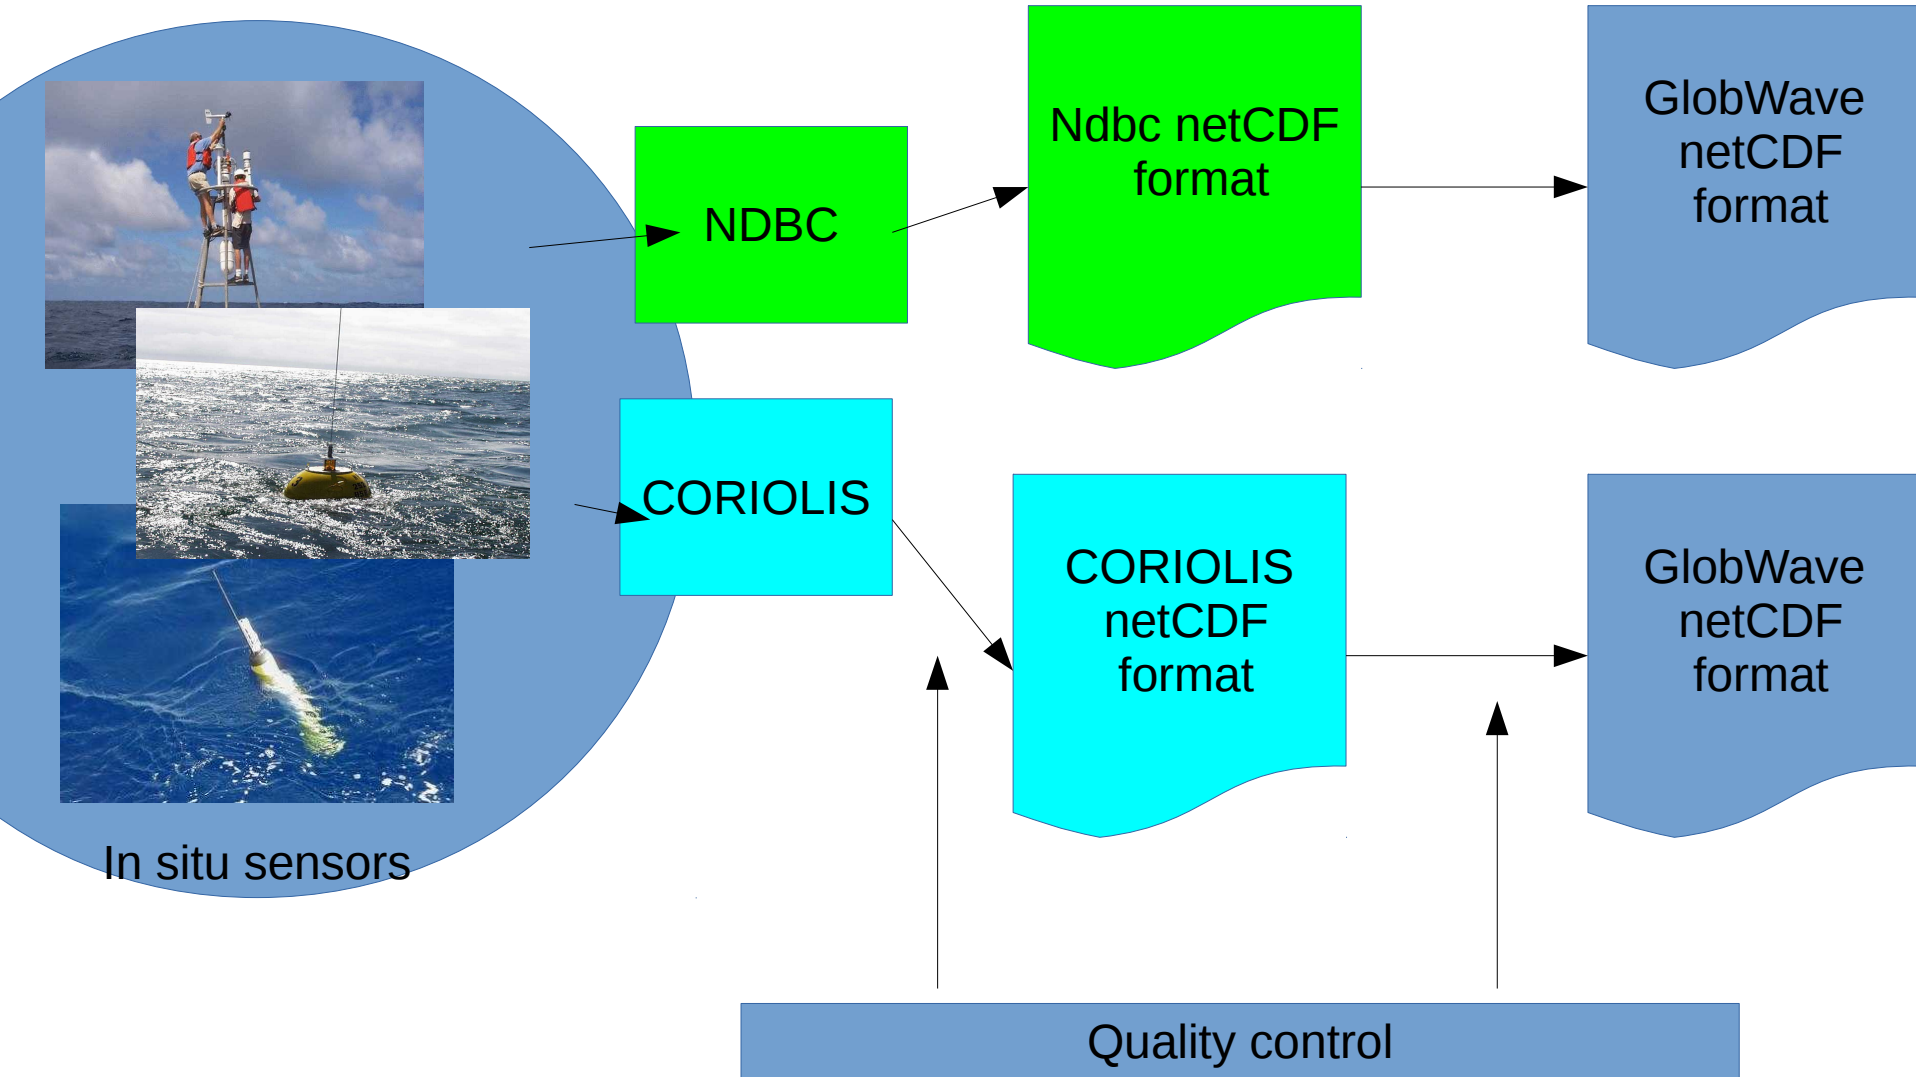 NDBC
Ndbc netCDF
format
GlobWave
netCDF
format
CORIOLIS
CORIOLIS
netCDF
format
GlobWave
netCDF
format
In situ sensors
Quality control